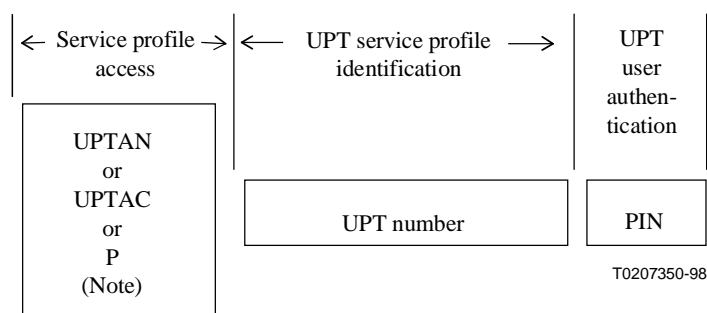 Service profile
access
UPT service profile
identification
UPT
user
authen-
tication
UPTAN
or
UPTAC
or
P
(Note)
UPT number
PIN
T0207350-98